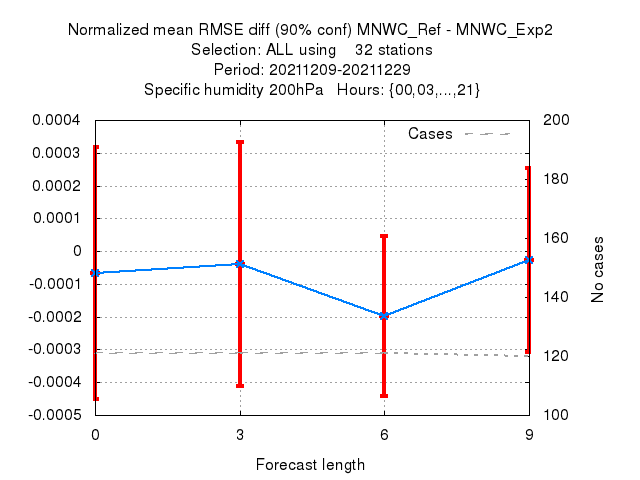 Normalized mean RMSE diff (90% conf) MNWC_Ref - MNWC_Exp2
Selection: ALL using    32 stations
Period: 20211209-20211229
Specific humidity 200hPa   Hours: {00,03,...,21}
Cases
0.0004
0.0003
0.0002
0.0001
0
-0.0001
-0.0002
-0.0003
-0.0004
-0.0005
200
180
160
140
120
100
No cases
0 3 6 9
Forecast length